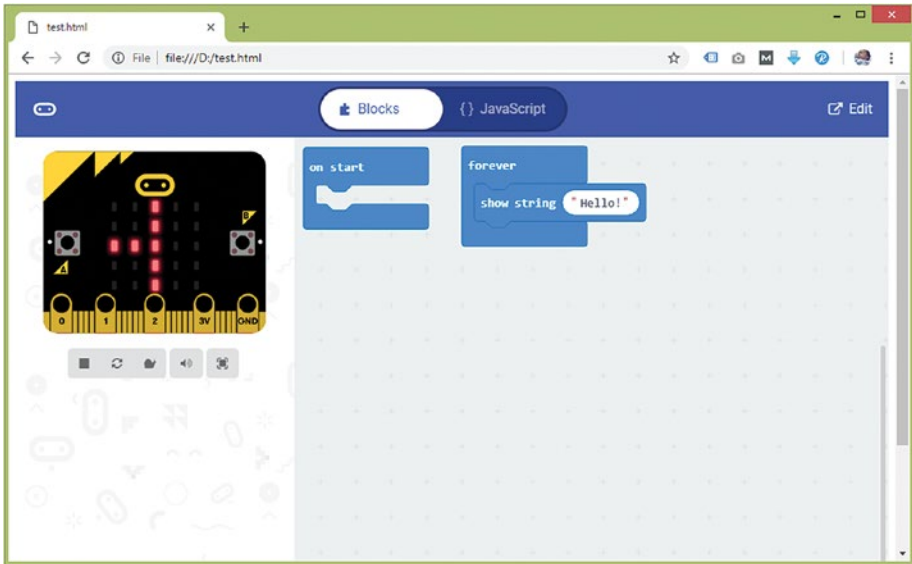 test.html
File file:///D:/test.html
M
Blocks
{ } JavaScript
Edit
on start
forever
show string "Hello!"
B
A
0 1 2 3V GND